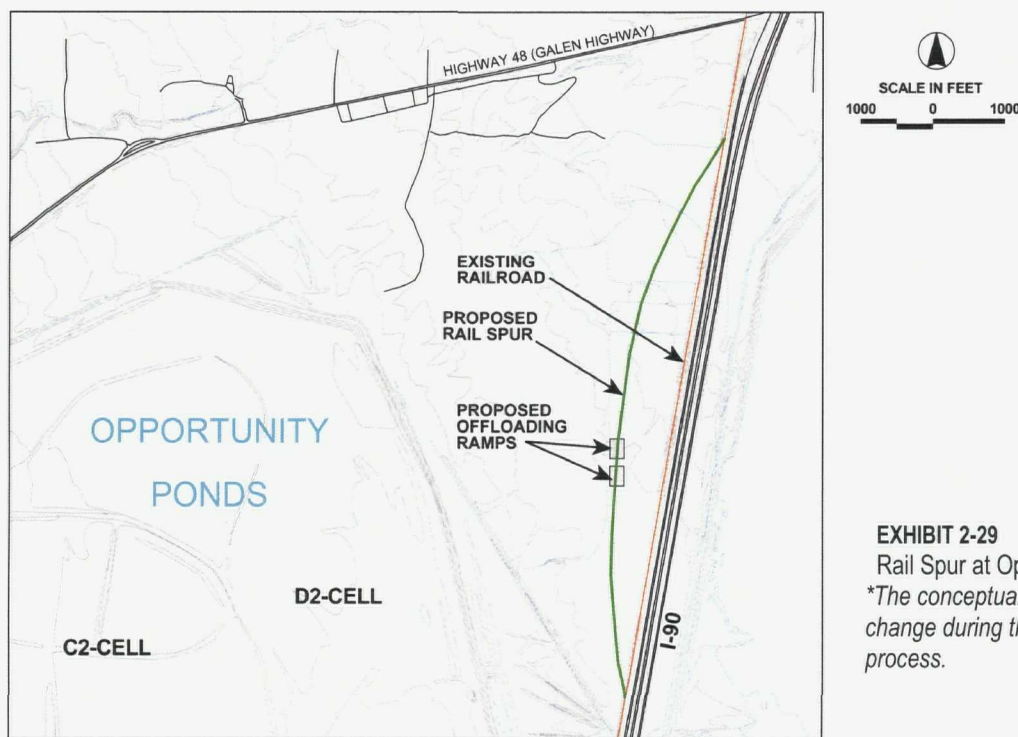 HIGHWAY 48 (GALEN HIGHWAY)
SCALE IN FEET
1000 0 1000
EXISTING
RAILROAD
PROPOSED
RAIL SPUR
PROPOSED
OFFLOADING
RAMPS
OPPORTUNITY
PONDS
D2-CELL
C2-CELL
I-90
EXHIBIT 2-29
Rail Spur at Op
*The conceptual
change during th
process.